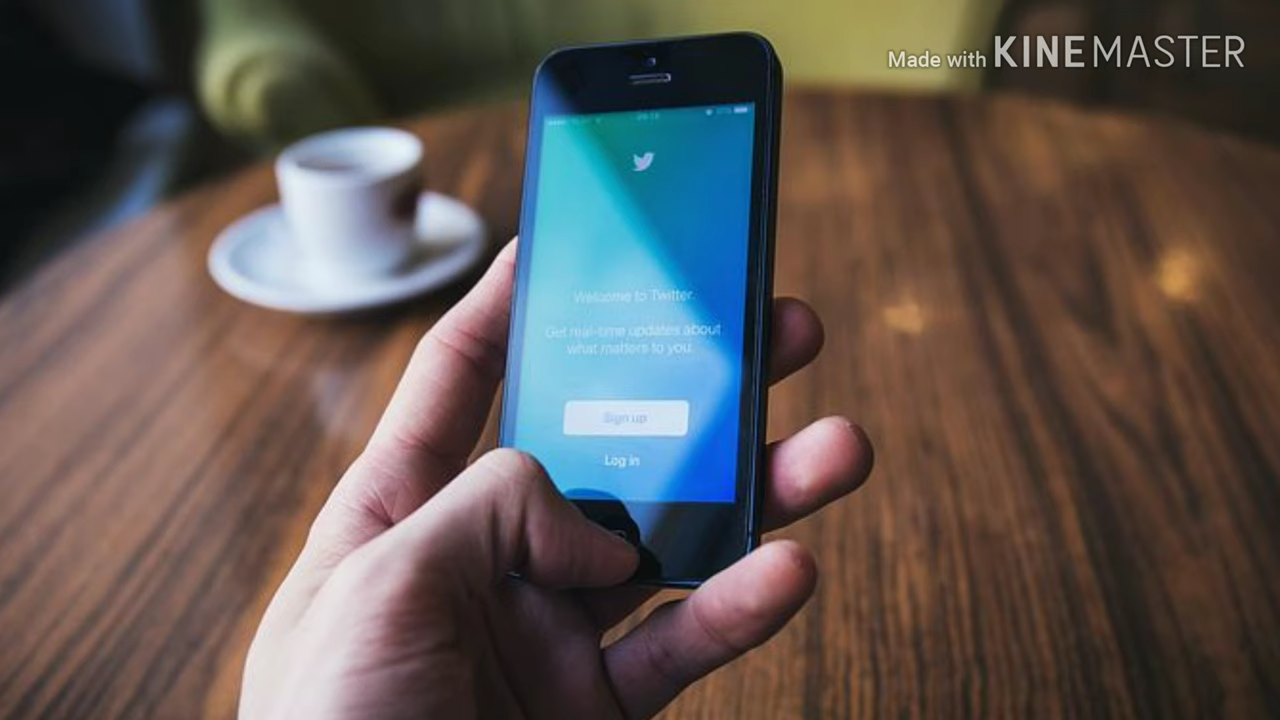 Made with KINEMASTER
Welcome to Twitter.
Get real-time updates about
what matters to you.
Sign up
Log in